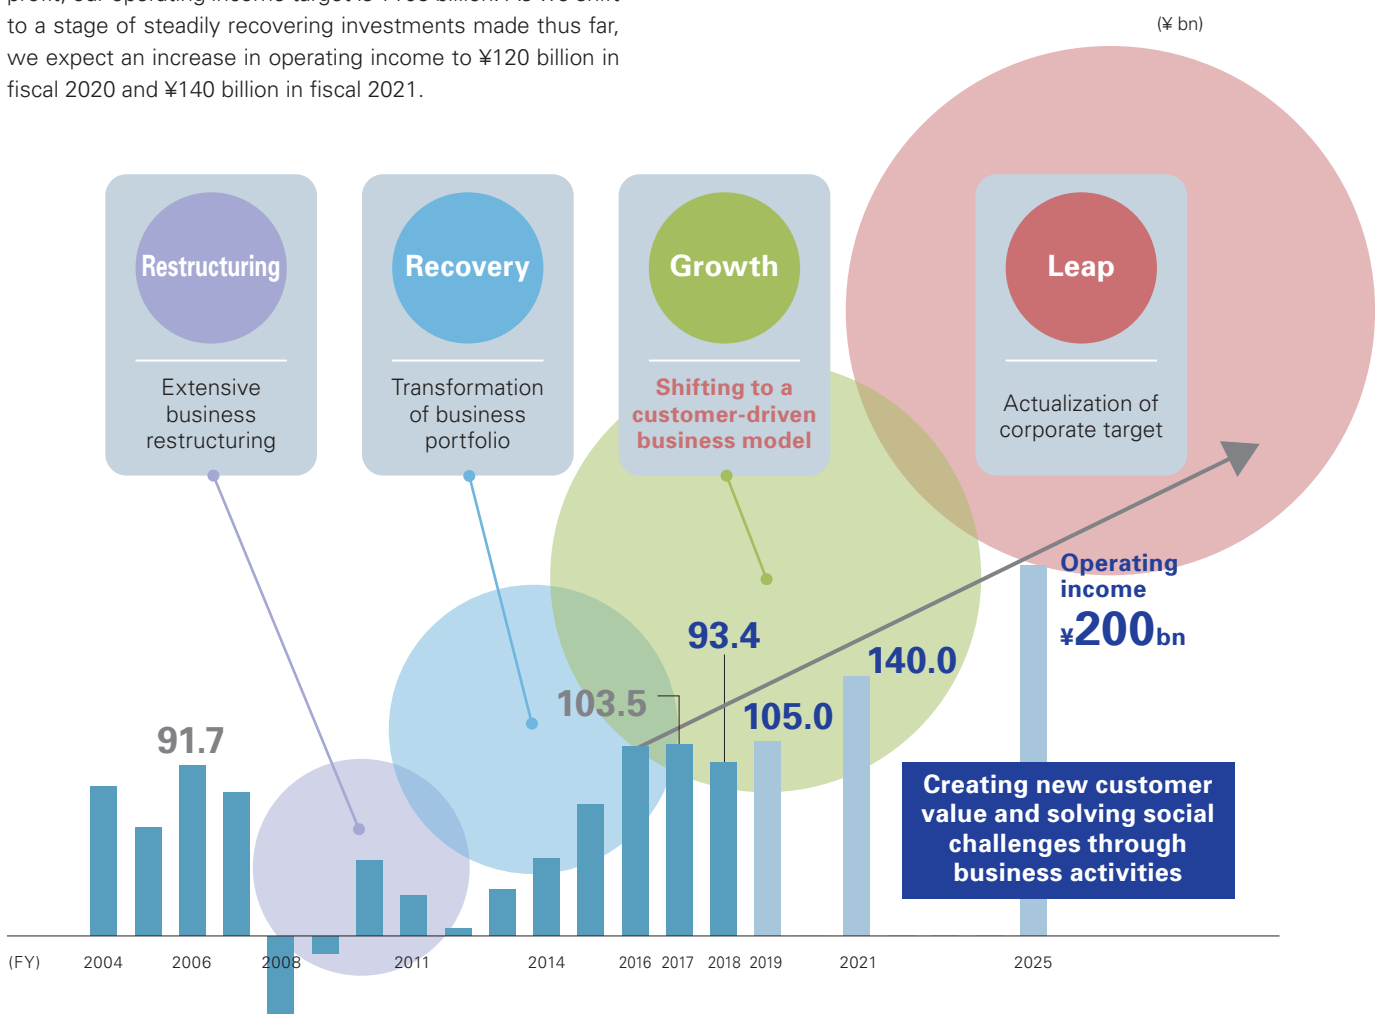 to a stage of steadily recovering investments made thus far,
we expect an increase in operating income to ¥120 billion in
fiscal 2020 and ¥140 billion in fiscal 2021.
(¥ bn)
Restructuring
Extensive
business
restructuring
Recovery
Transformation
of business
portfolio
Growth
Shifting to a
customer-driven
business model
Leap
Actualization of
corporate target
Operating
income
¥200bn
91.7
103.5
93.4
105.0
140.0
Creating new customer
value and solving social
challenges through
business activities
(FY) 2004 2006 2008 2011 2014 2016 2017 2018 2019 2021 2025